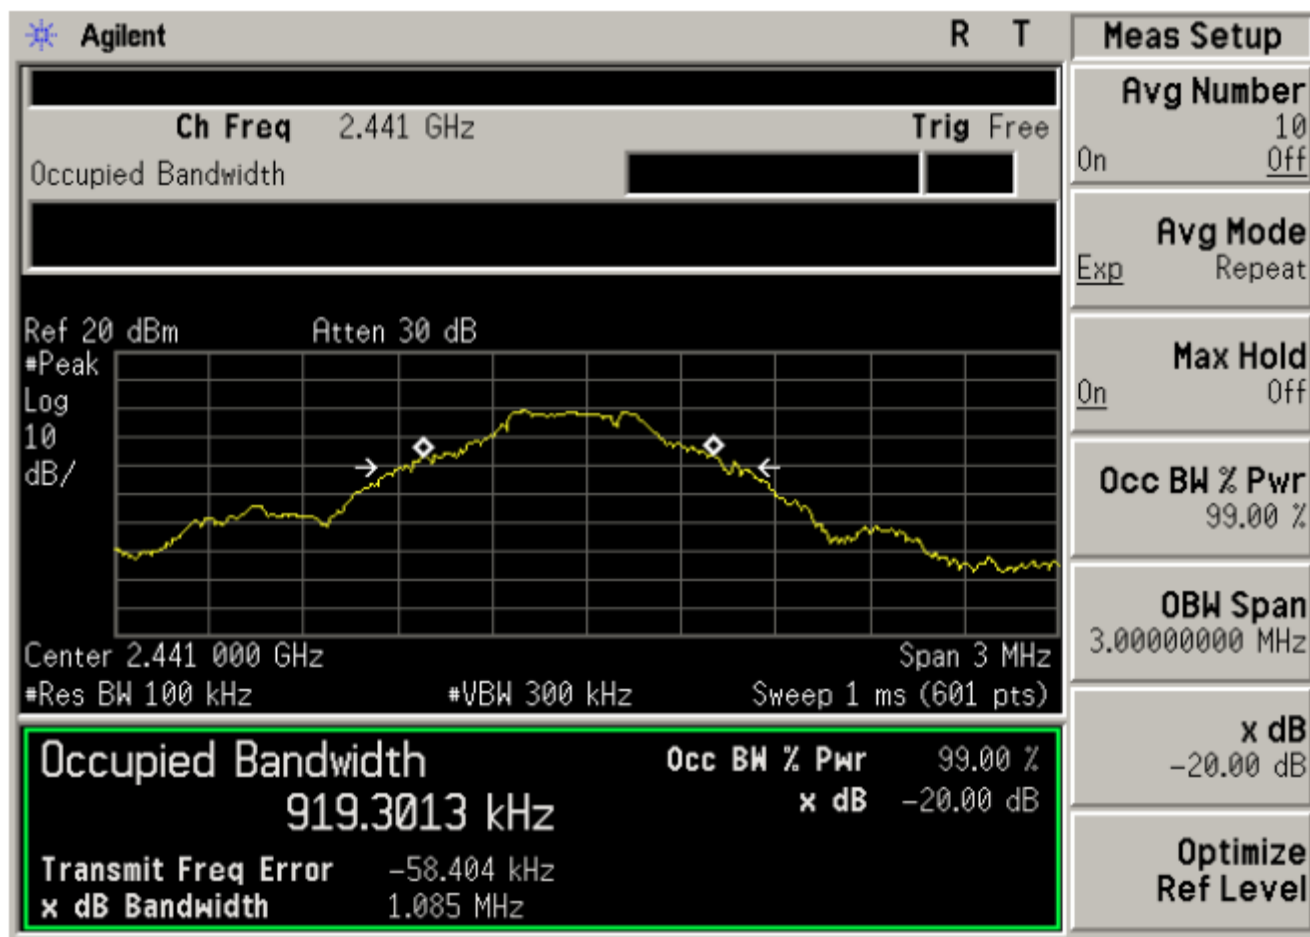 Agilent R T
Ch Freq 2.441 GHz Trig Free
Occupied Bandwidth
Ref 20 dBm Atten 30 dB
#Peak
Log
10
dB/
Center 2.441 000 GHz Span 3 MHz
#Res BW 100 kHz #VBW 300 kHz Sweep 1 ms (601 pts)
Occupied Bandwidth
919.3013 kHz
Occ BW % Pwr 99.00 %
x dB -20.00 dB
Transmit Freq Error -58.404 kHz
x dB Bandwidth 1.085 MHz
Meas Setup
Avg Number
10
On Off
Avg Mode
Exp Repeat
Max Hold
On Off
Occ BW % Pwr
99.00 %
OBW Span
3.00000000 MHz
x dB
-20.00 dB
Optimize
Ref Level